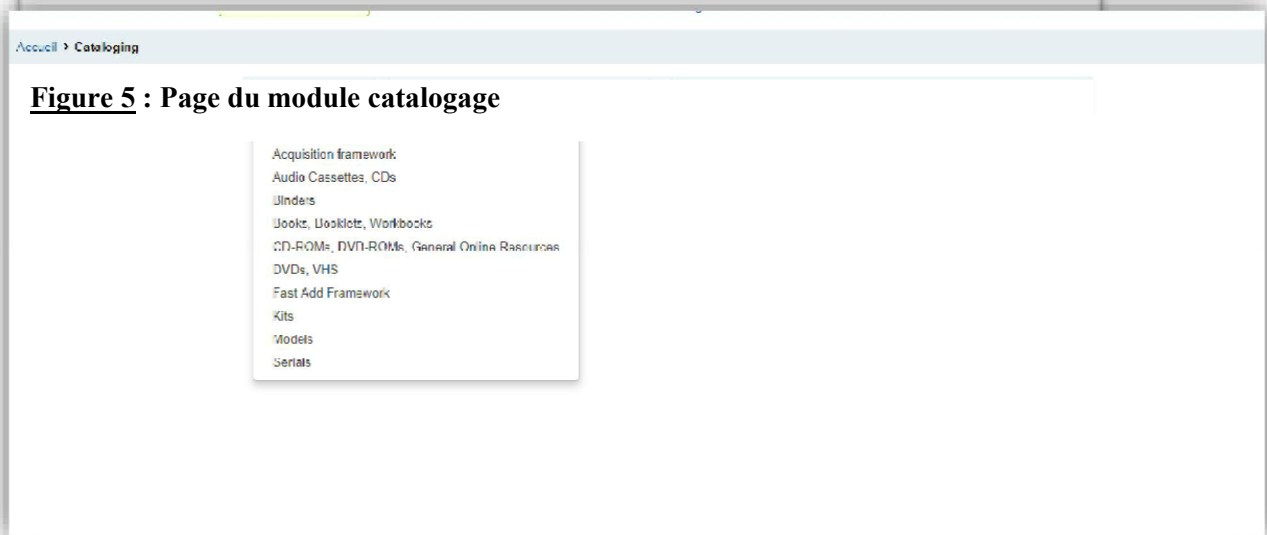 Accueil > Cataloging
Figure 5 : Page du module catalogage
Acquisition framework
Audio Cassettes, CDs
Binders
Books, Booklets, Workbooks
CD-ROMs, DVD-ROMs, General Online Resources
DVDs, VHS
Fast Add Framework
Kits
Models
Serials